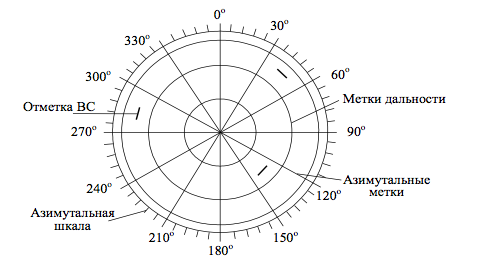 0°
30°
60°
90°
120°
150°
180°
210°
240°
270°
300°
330°
Отметка ВС
Метки дальности
Азимутальные
метки
Азимутальная
шкала